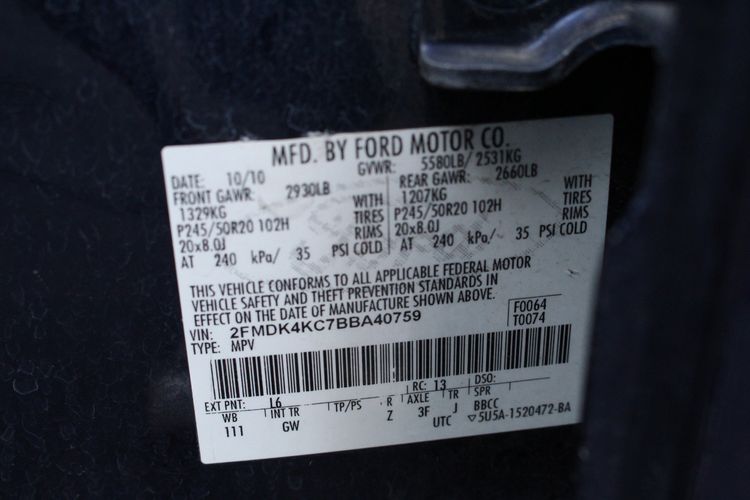 MFD. BY FORD MOTOR CO.
DATE: 10/10 GVWR: 5580LB/ 2531KG
FRONT GAWR: 2930LB REAR GAWR: 2660LB
1329KG WITH 1207KG WITH
P245/50R20 102H TIRES P245/50R20 102H TIRES
20x8.0J RIMS 20x8.0J RIMS
AT 240 kPa/ 35 PSI COLD AT 240 kPa/ 35 PSI COLD
THIS VEHICLE CONFORMS TO ALL APPLICABLE FEDERAL MOTOR
VEHICLE SAFETY AND THEFT PREVENTION STANDARDS IN
EFFECT ON THE DATE OF MANUFACTURE SHOWN ABOVE.
VIN: 2FMDK4KC7BBA40759 F0064
TYPE: MPV T0074
EXT PNT: L6 RC: 13 DSO:
WB INT TR TP/PS R AXLE TR SPR
111 GW Z 3F J BBCC
UTC ▽5U5A-1520472-BA